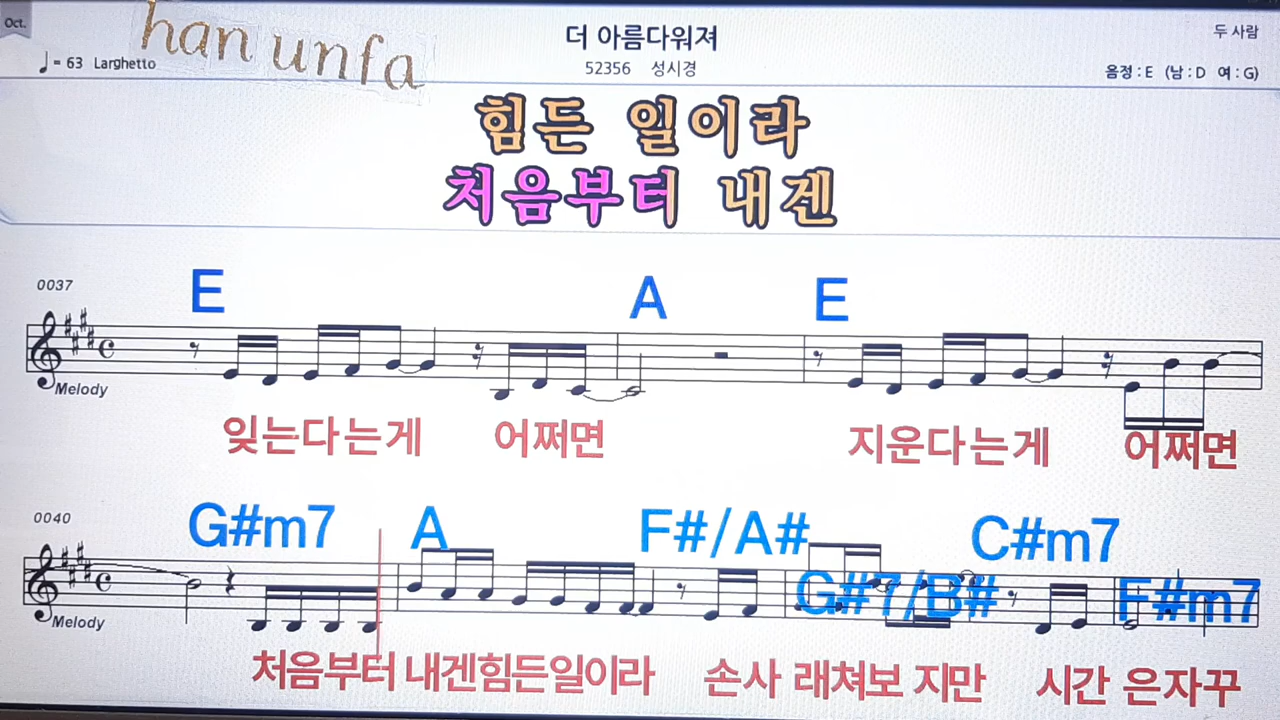 Oct.
han unfa
더 아름다워져
두 사람
♩= 63 Larghetto
52356 성시경
음정 : E (남 : D 여 : G)
힘든 일이라
처음부터 내겐
0037
E A E
Melody
잊는다는게 어쩌면 지운다는게 어쩌면
0040
G#m7 A F#/A# C#m7
G#7/B# F#m7
Melody
처음부터 내겐힘든일이라 손사 래쳐보 지만 시간 은자꾸